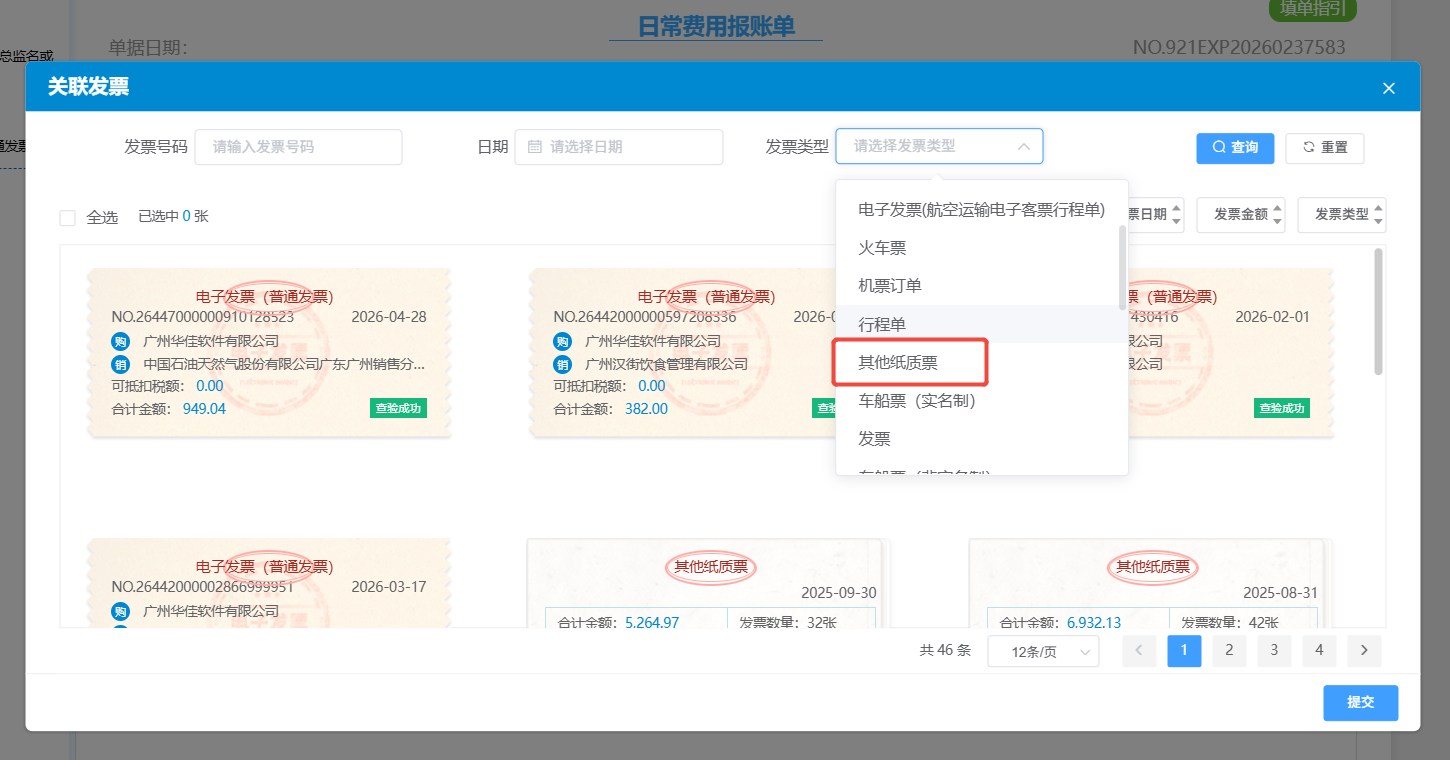 填单指引
日常费用报账单
单据日期：
NO.921EXP20260237583
总监名或
关联发票
通发票
发票号码 请输入发票号码 日期 请选择日期 发票类型 请选择发票类型 查询 重置
全选 已选中 0 张
票日期 发票金额 发票类型
电子发票(航空运输电子客票行程单)
火车票
机票订单
行程单
其他纸质票
车船票（实名制）
发票
车船票（非实名制）
电子发票（普通发票）
NO.26447000000910128523 2026-04-28
购 广州华佳软件有限公司
销 中国石油天然气股份有限公司广东广州销售分...
可抵扣税额： 0.00
合计金额： 949.04 查验成功
电子发票（普通发票）
NO.26442000000597208336 2026-0
购 广州华佳软件有限公司
销 广州汉街饮食管理有限公司
可抵扣税额： 0.00
合计金额： 382.00 查验
票（普通发票）
430416 2026-02-01
限公司
公司
查验成功
电子发票（普通发票）
NO.26442000002866999951 2026-03-17
购 广州华佳软件有限公司
其他纸质票
2025-09-30
合计金额： 5,264.97 发票数量： 32张
其他纸质票
2025-08-31
合计金额： 6,932.13 发票数量： 42张
共 46 条 12条/页 1 2 3 4
提交